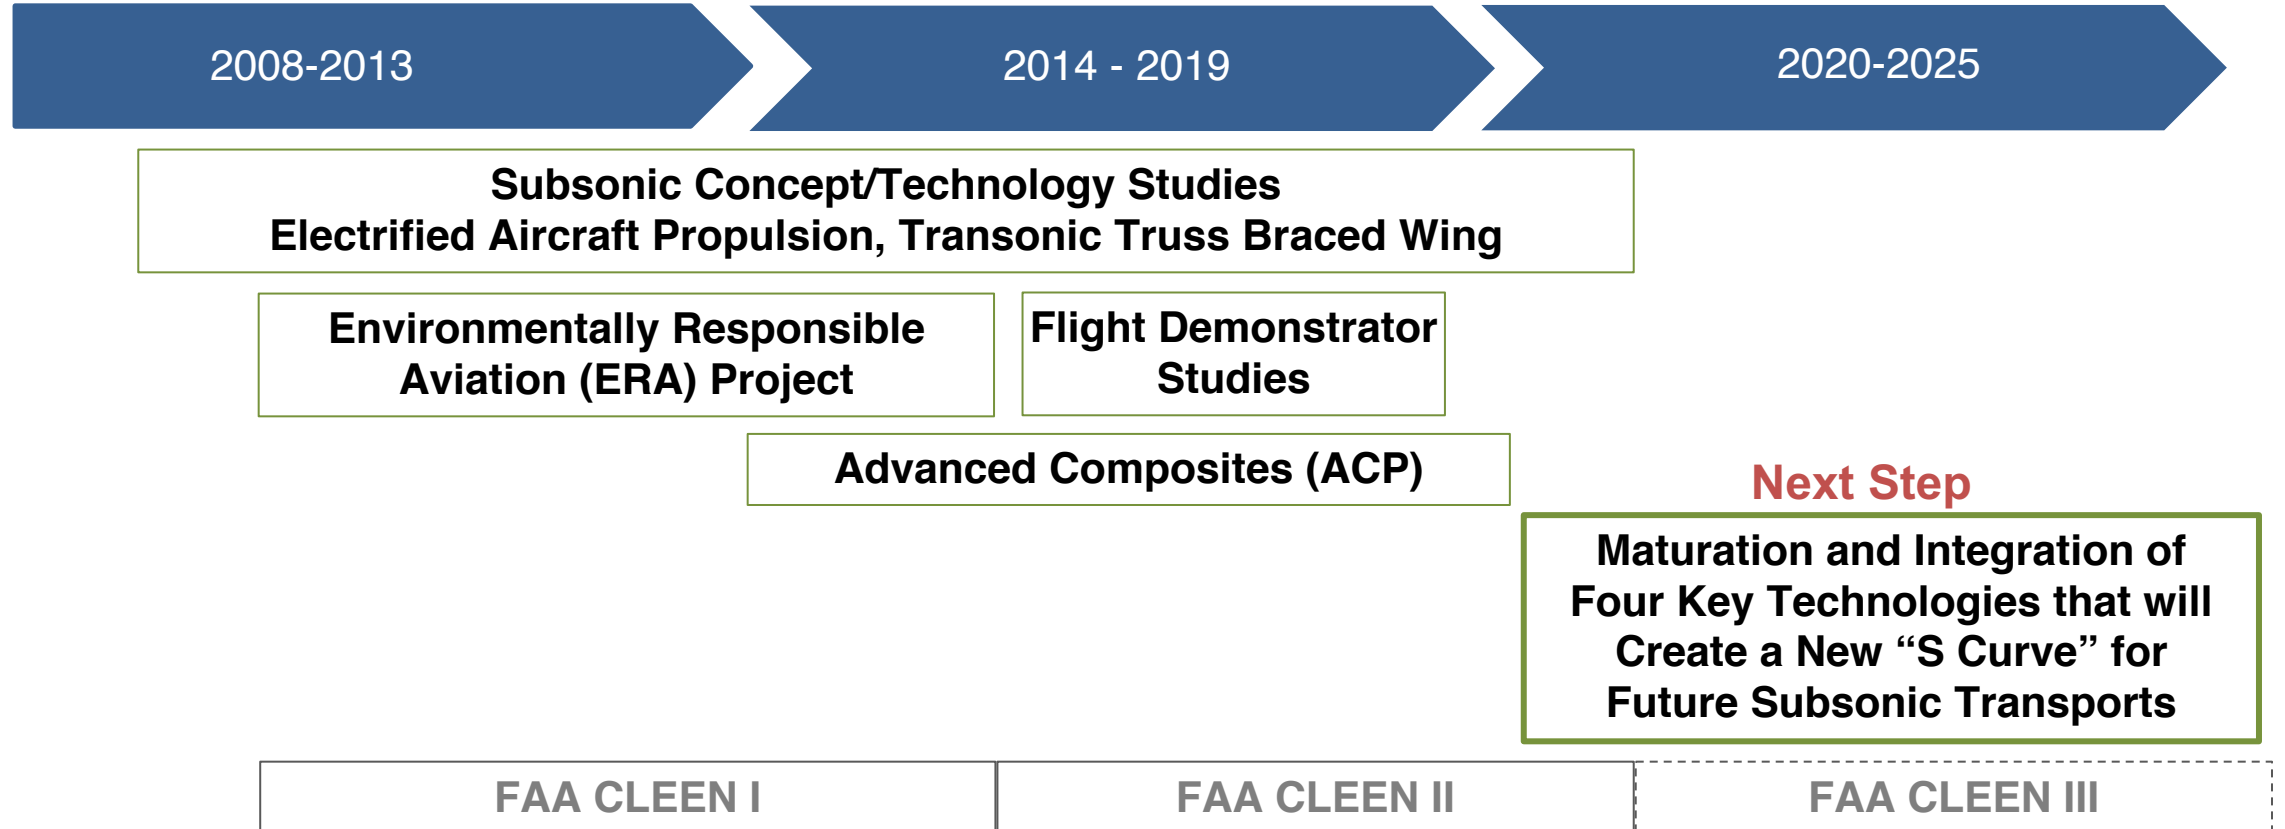 2008-2013
2014 - 2019
2020-2025
Subsonic Concept/Technology Studies
Electrified Aircraft Propulsion, Transonic Truss Braced Wing
Environmentally Responsible
Aviation (ERA) Project
Flight Demonstrator
Studies
Advanced Composites (ACP)
Next Step
Maturation and Integration of
Four Key Technologies that will
Create a New “S Curve” for
Future Subsonic Transports
FAA CLEEN I
FAA CLEEN II
FAA CLEEN III